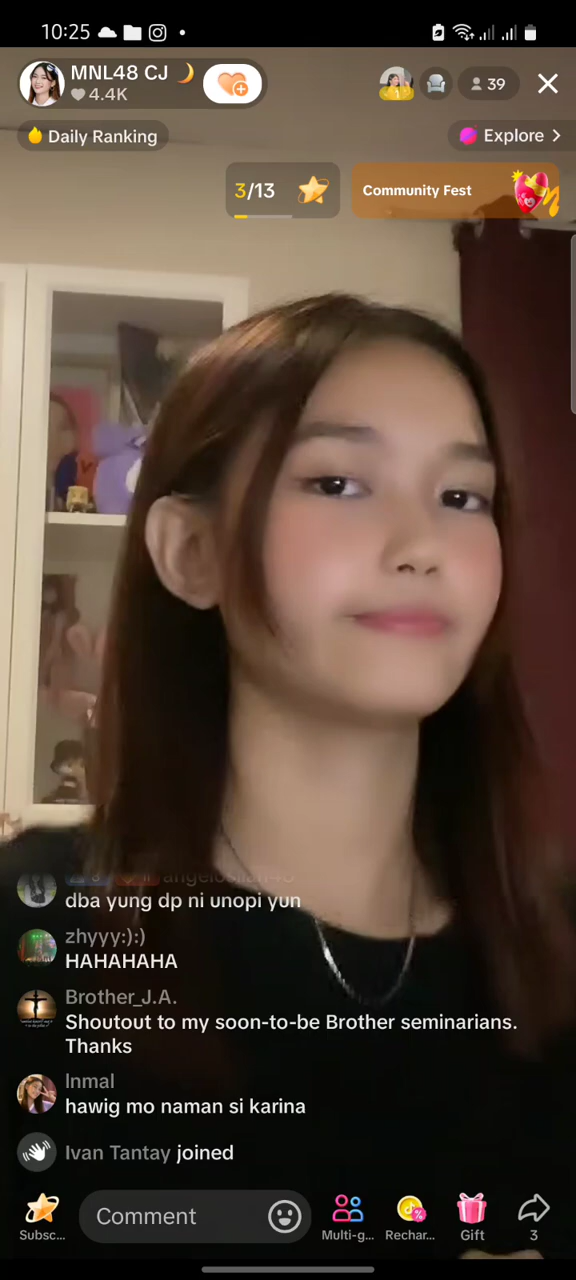 10:25
MNL48 CJ 🌙
4.4K
39
Daily Ranking
Explore >
3/13
Community Fest
dba yung dp ni unopi yun
zhyyy:):)
HAHAHAHA
Brother_J.A.
Shoutout to my soon-to-be Brother seminarians.
Thanks
lnmal
hawig mo naman si karina
Ivan Tantay joined
Comment
Subsc...
Multi-g...
Rechar...
Gift
3